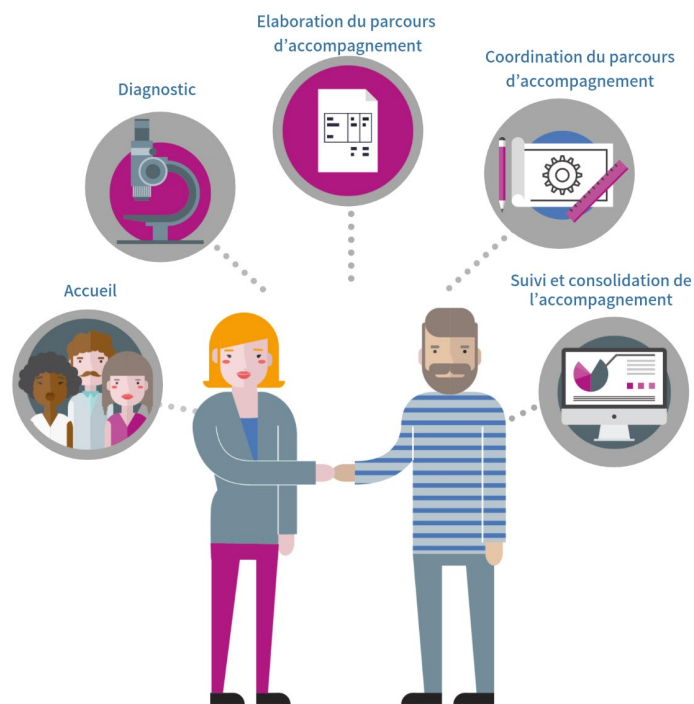 Elaboration du parcours
d'accompagnement
Coordination du parcours
d'accompagnement
Diagnostic
Suivi et consolidation de
l'accompagnement
Accueil